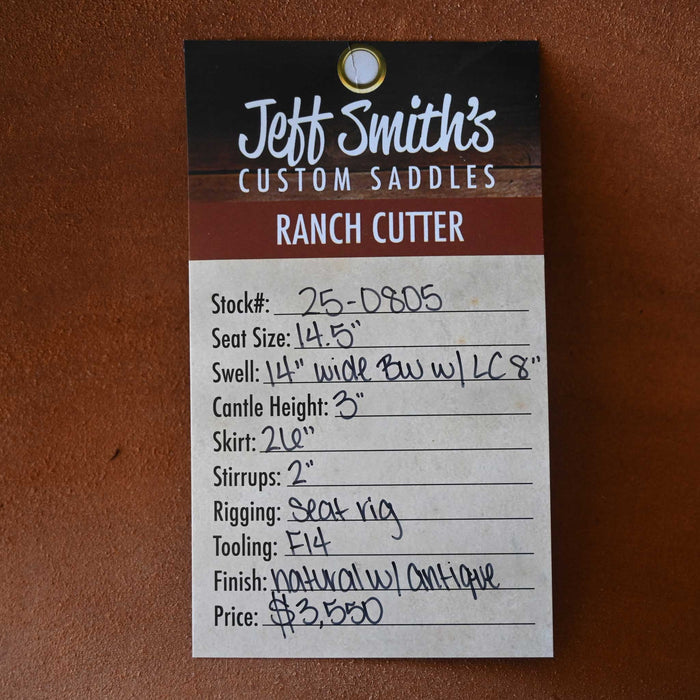 Jeff Smith's
CUSTOM SADDLES
RANCH CUTTER
Stock#: 25-0805
Seat Size: 14.5"
Swell: 14" wide BW w/ LC 8"
Cantle Height: 3"
Skirt: 26"
Stirrups: 2"
Rigging: Seat rig
Tooling: F14
Finish: natural w/ antique
Price: $3,550